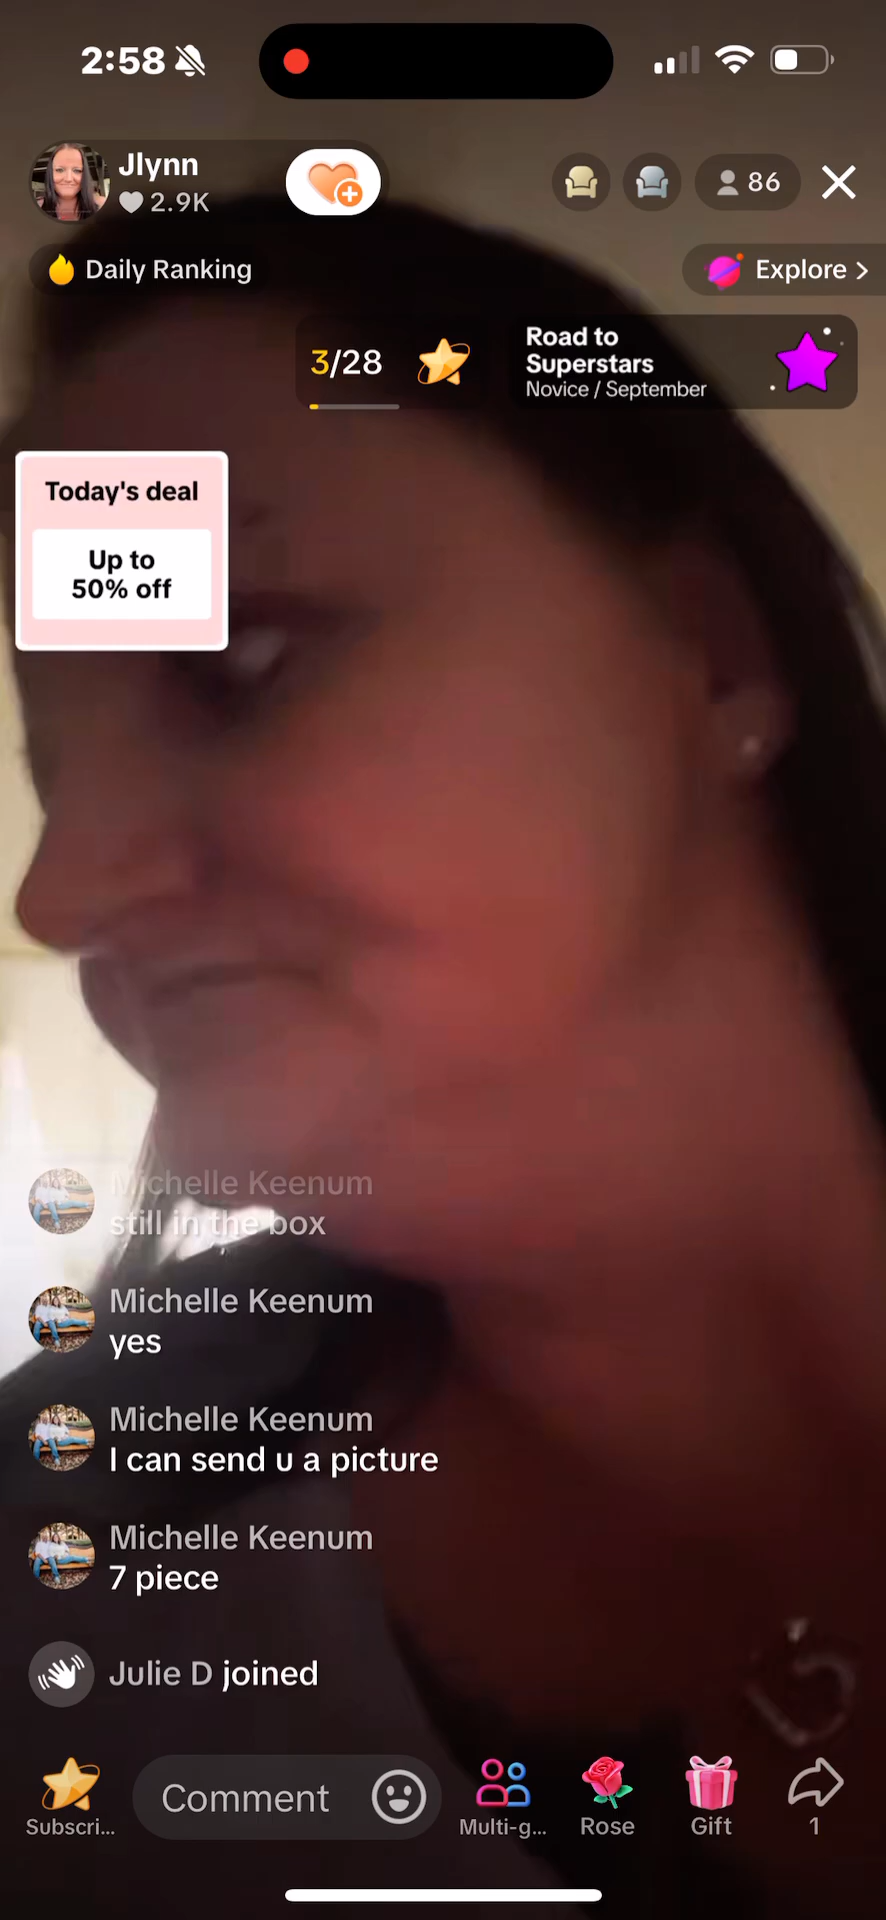 2:58
Jlynn
2.9K
86
Daily Ranking
Explore >
3/28
Road to
Superstars
Novice / September
Today's deal
Up to
50% off
Michelle Keenum
still in the box
Michelle Keenum
yes
Michelle Keenum
I can send u a picture
Michelle Keenum
7 piece
Julie D joined
Comment
Subscri...
Multi-g...
Rose
Gift
1